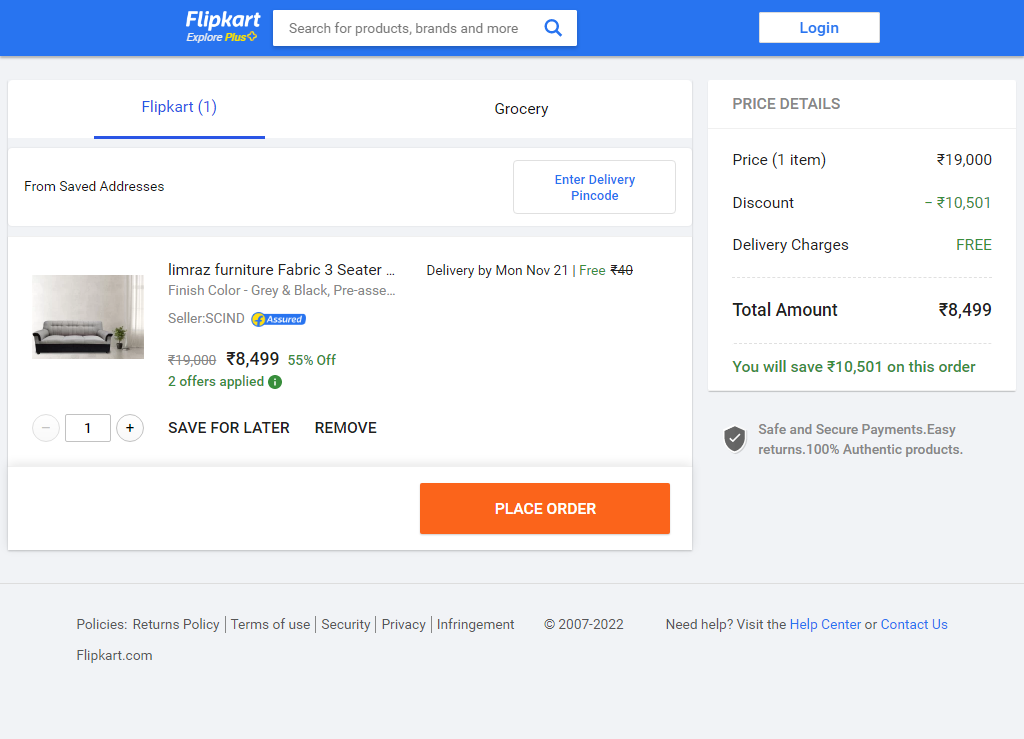 Flipkart
Explore Plus
Search for products, brands and more
Login
Flipkart (1)
Grocery
From Saved Addresses
Enter Delivery
Pincode
limraz furniture Fabric 3 Seater ...
Finish Color - Grey & Black, Pre-asse...
Seller:SCIND
Assured
₹19,000 ₹8,499 55% Off
2 offers applied
Delivery by Mon Nov 21 | Free ₹40
− 1 +
SAVE FOR LATER
REMOVE
PLACE ORDER
PRICE DETAILS
Price (1 item) ₹19,000
Discount − ₹10,501
Delivery Charges FREE
Total Amount ₹8,499
You will save ₹10,501 on this order
Safe and Secure Payments.Easy
returns.100% Authentic products.
Policies: Returns Policy | Terms of use | Security | Privacy | Infringement
© 2007-2022
Need help? Visit the Help Center or Contact Us
Flipkart.com